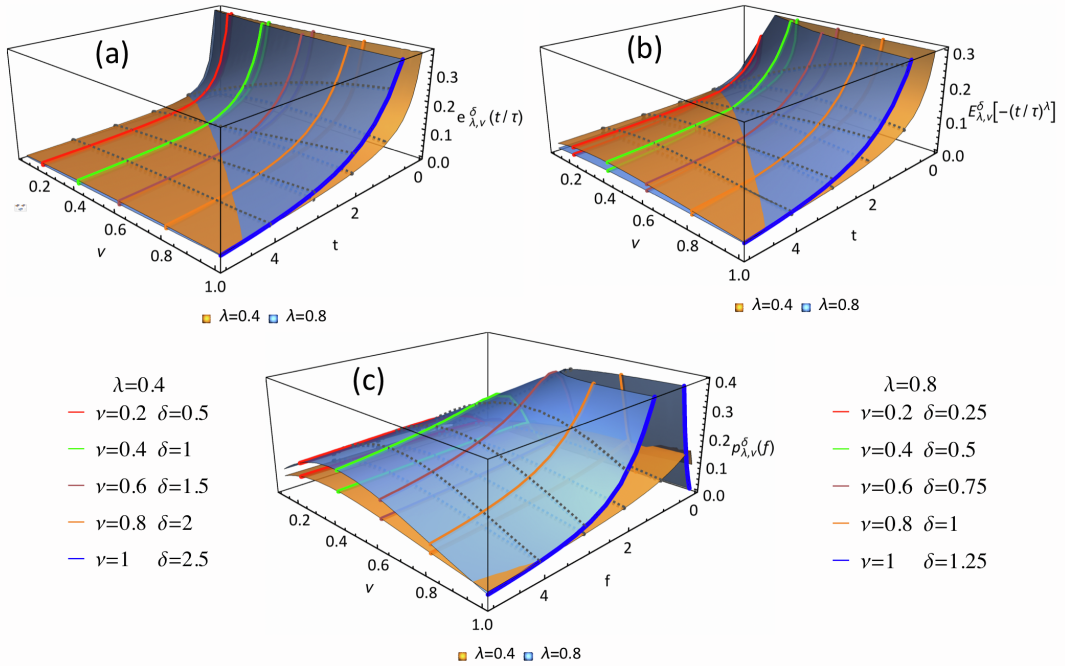 (a)
0.3
0.2
0.1
0.0
e^δ_{λ,ν}(t/τ)
0
2
4
t
0.2
0.4
0.6
0.8
1.0
ν
λ=0.4 λ=0.8
(b)
0.3
0.2
0.1
0.0
E^δ_{λ,ν}[-(t/τ)^λ]
0
2
4
t
0.2
0.4
0.6
0.8
1.0
ν
λ=0.4 λ=0.8
(c)
0.4
0.3
0.2
0.1
0.0
p^δ_{λ,ν}(f)
0
2
4
f
0.2
0.4
0.6
0.8
1.0
ν
λ=0.4 λ=0.8
λ=0.4
ν=0.2 δ=0.5
ν=0.4 δ=1
ν=0.6 δ=1.5
ν=0.8 δ=2
ν=1 δ=2.5
λ=0.8
ν=0.2 δ=0.25
ν=0.4 δ=0.5
ν=0.6 δ=0.75
ν=0.8 δ=1
ν=1 δ=1.25